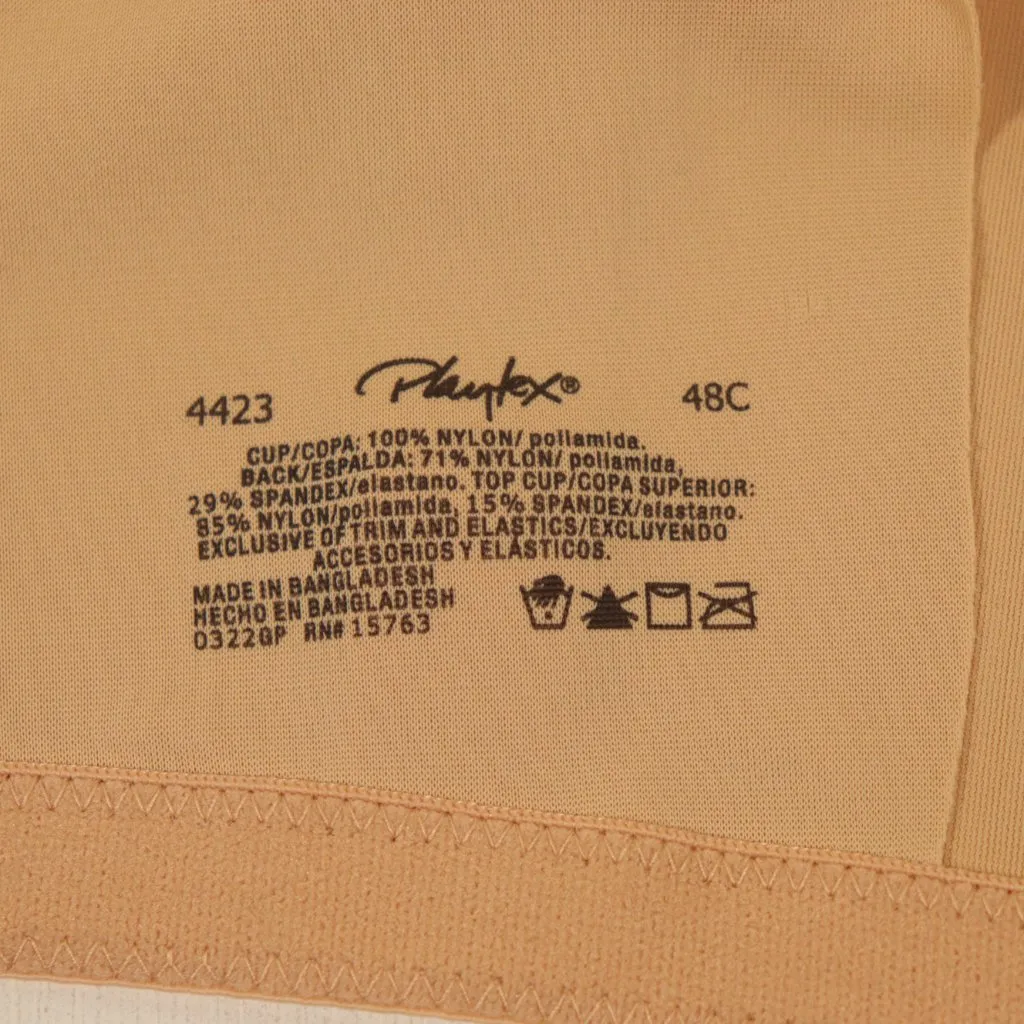 4423 Playtex® 48C
CUP/COPA: 100% NYLON/ poliamida.
BACK/ESPALDA: 71% NYLON/ poliamida,
29% SPANDEX/elastano. TOP CUP/COPA SUPERIOR:
85% NYLON/poliamida, 15% SPANDEX/elastano.
EXCLUSIVE OF TRIM AND ELASTICS/EXCLUYENDO
ACCESORIOS Y ELÁSTICOS.
MADE IN BANGLADESH
HECHO EN BANGLADESH
0322GP RN# 15763